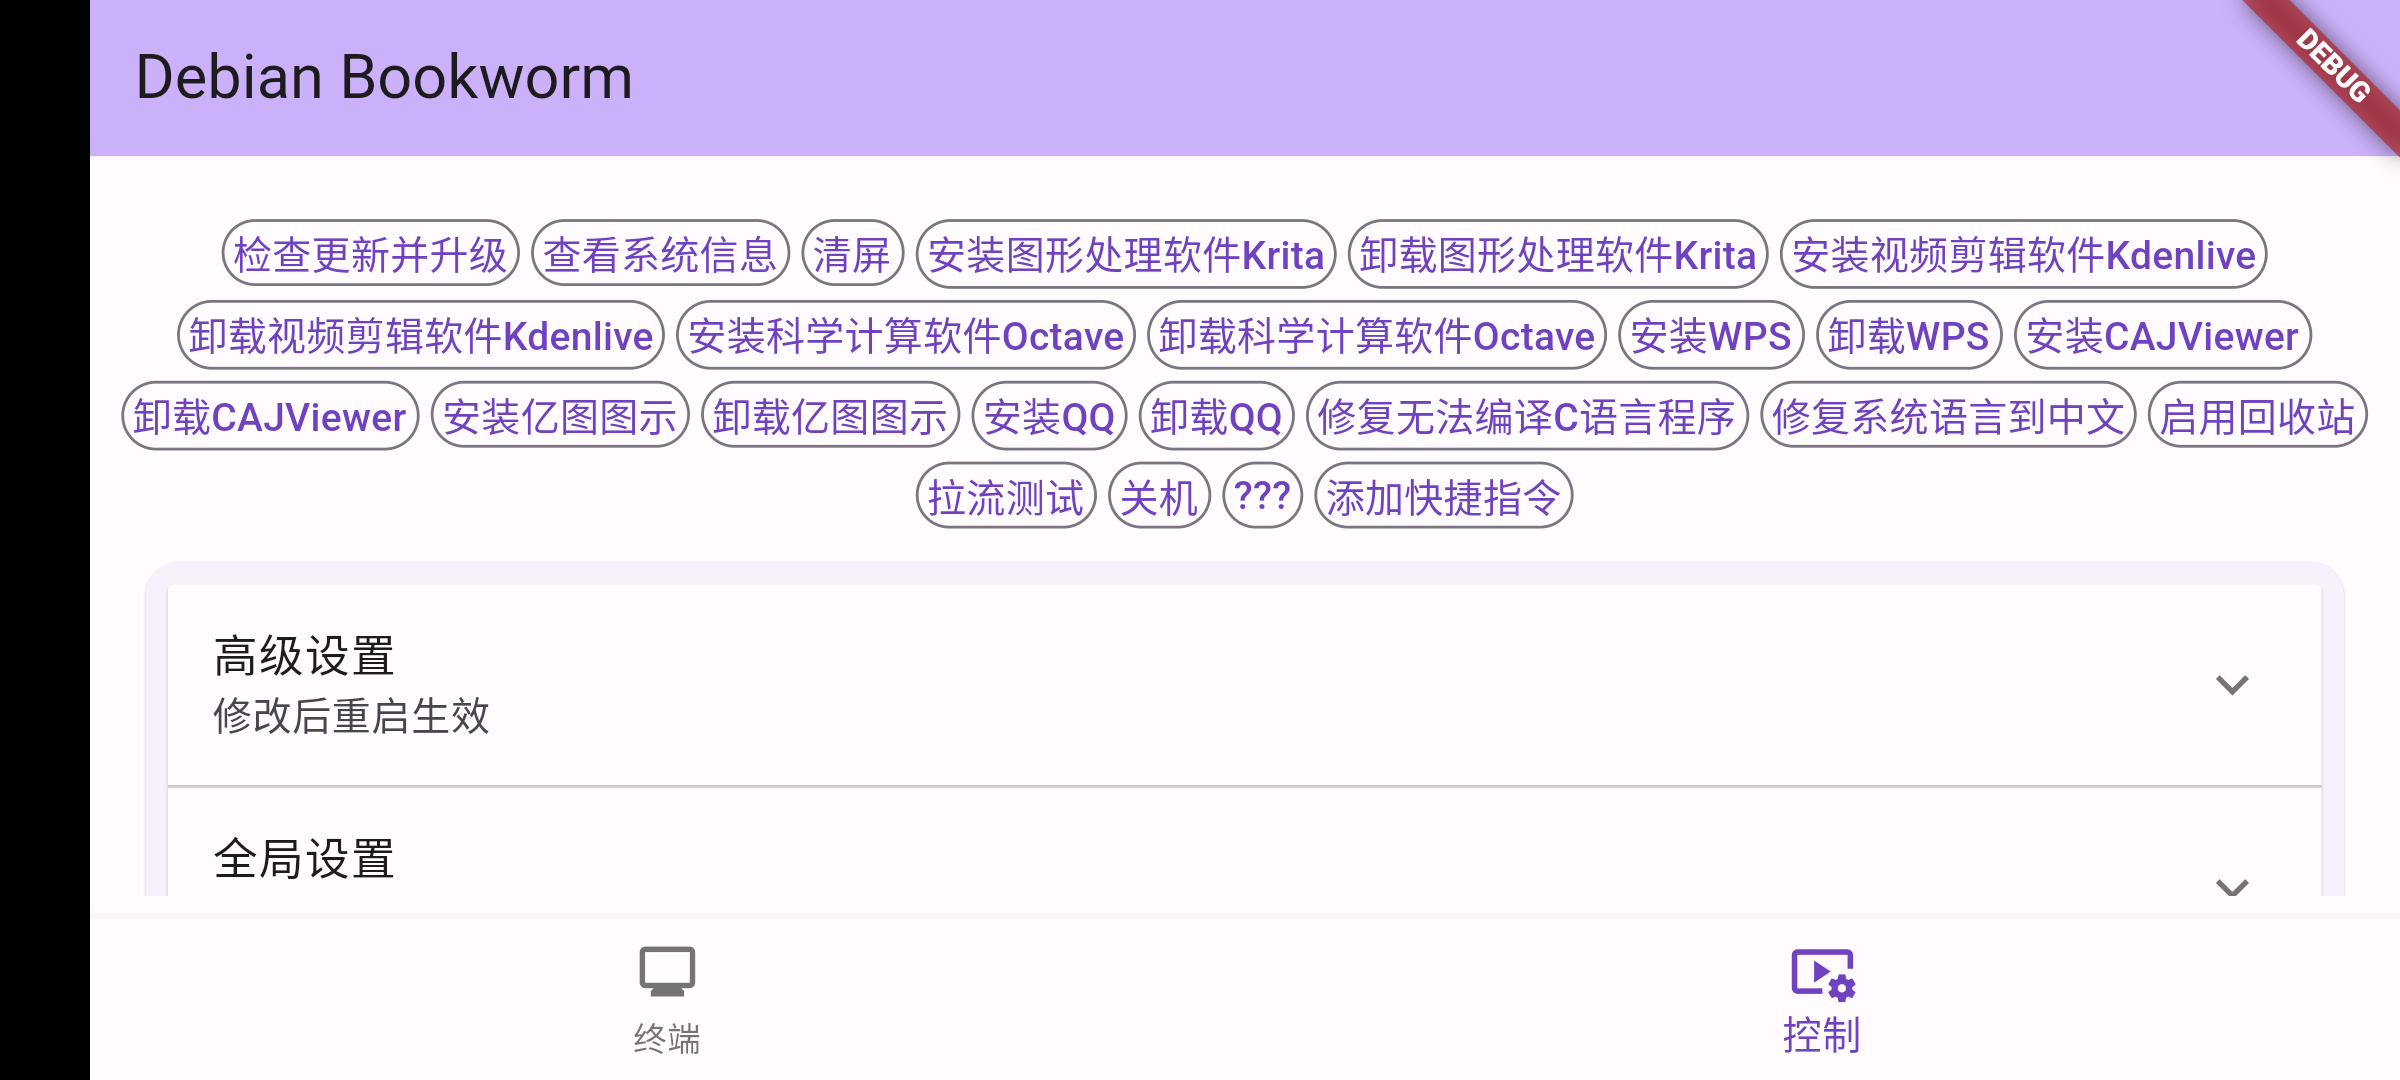 Debian Bookworm
DEBUG
检查更新并升级 查看系统信息 清屏 安装图形处理软件Krita 卸载图形处理软件Krita 安装视频剪辑软件Kdenlive
卸载视频剪辑软件Kdenlive 安装科学计算软件Octave 卸载科学计算软件Octave 安装WPS 卸载WPS 安装CAJViewer
卸载CAJViewer 安装亿图图示 卸载亿图图示 安装QQ 卸载QQ 修复无法编译C语言程序 修复系统语言到中文 启用回收站
拉流测试 关机 ??? 添加快捷指令
高级设置
修改后重启生效
全局设置
终端 控制